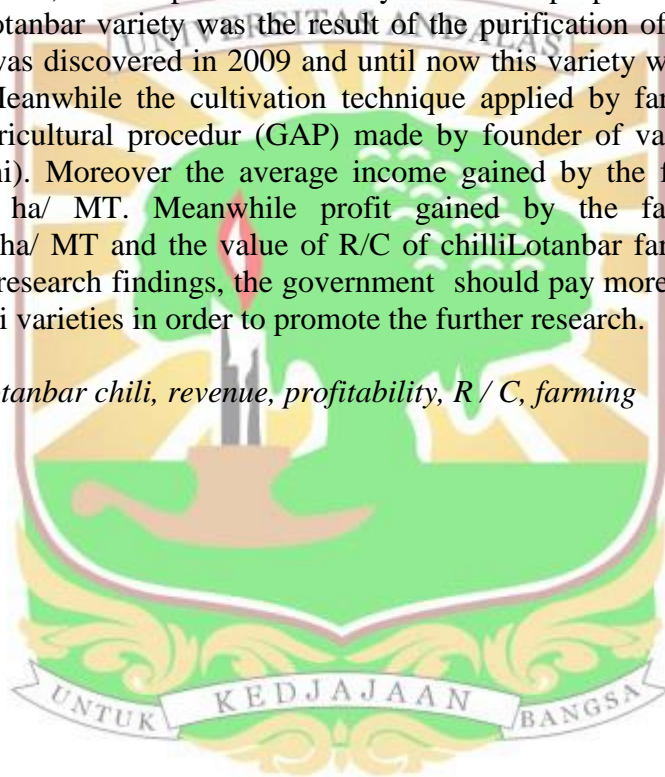 otanbar variety was the result of the purification of
UNIVERSITAS ANDALAS
was discovered in 2009 and until now this variety w
Meanwhile the cultivation technique applied by far
ricultural procedur (GAP) made by founder of va
ni). Moreover the average income gained by the f
ha/ MT. Meanwhile profit gained by the fa
ha/ MT and the value of R/C of chilliLotanbar far
research findings, the government should pay more
i varieties in order to promote the further research.
otanbar chili, revenue, profitability, R / C, farming
UNTUK KEDJAJAAN BANGSA